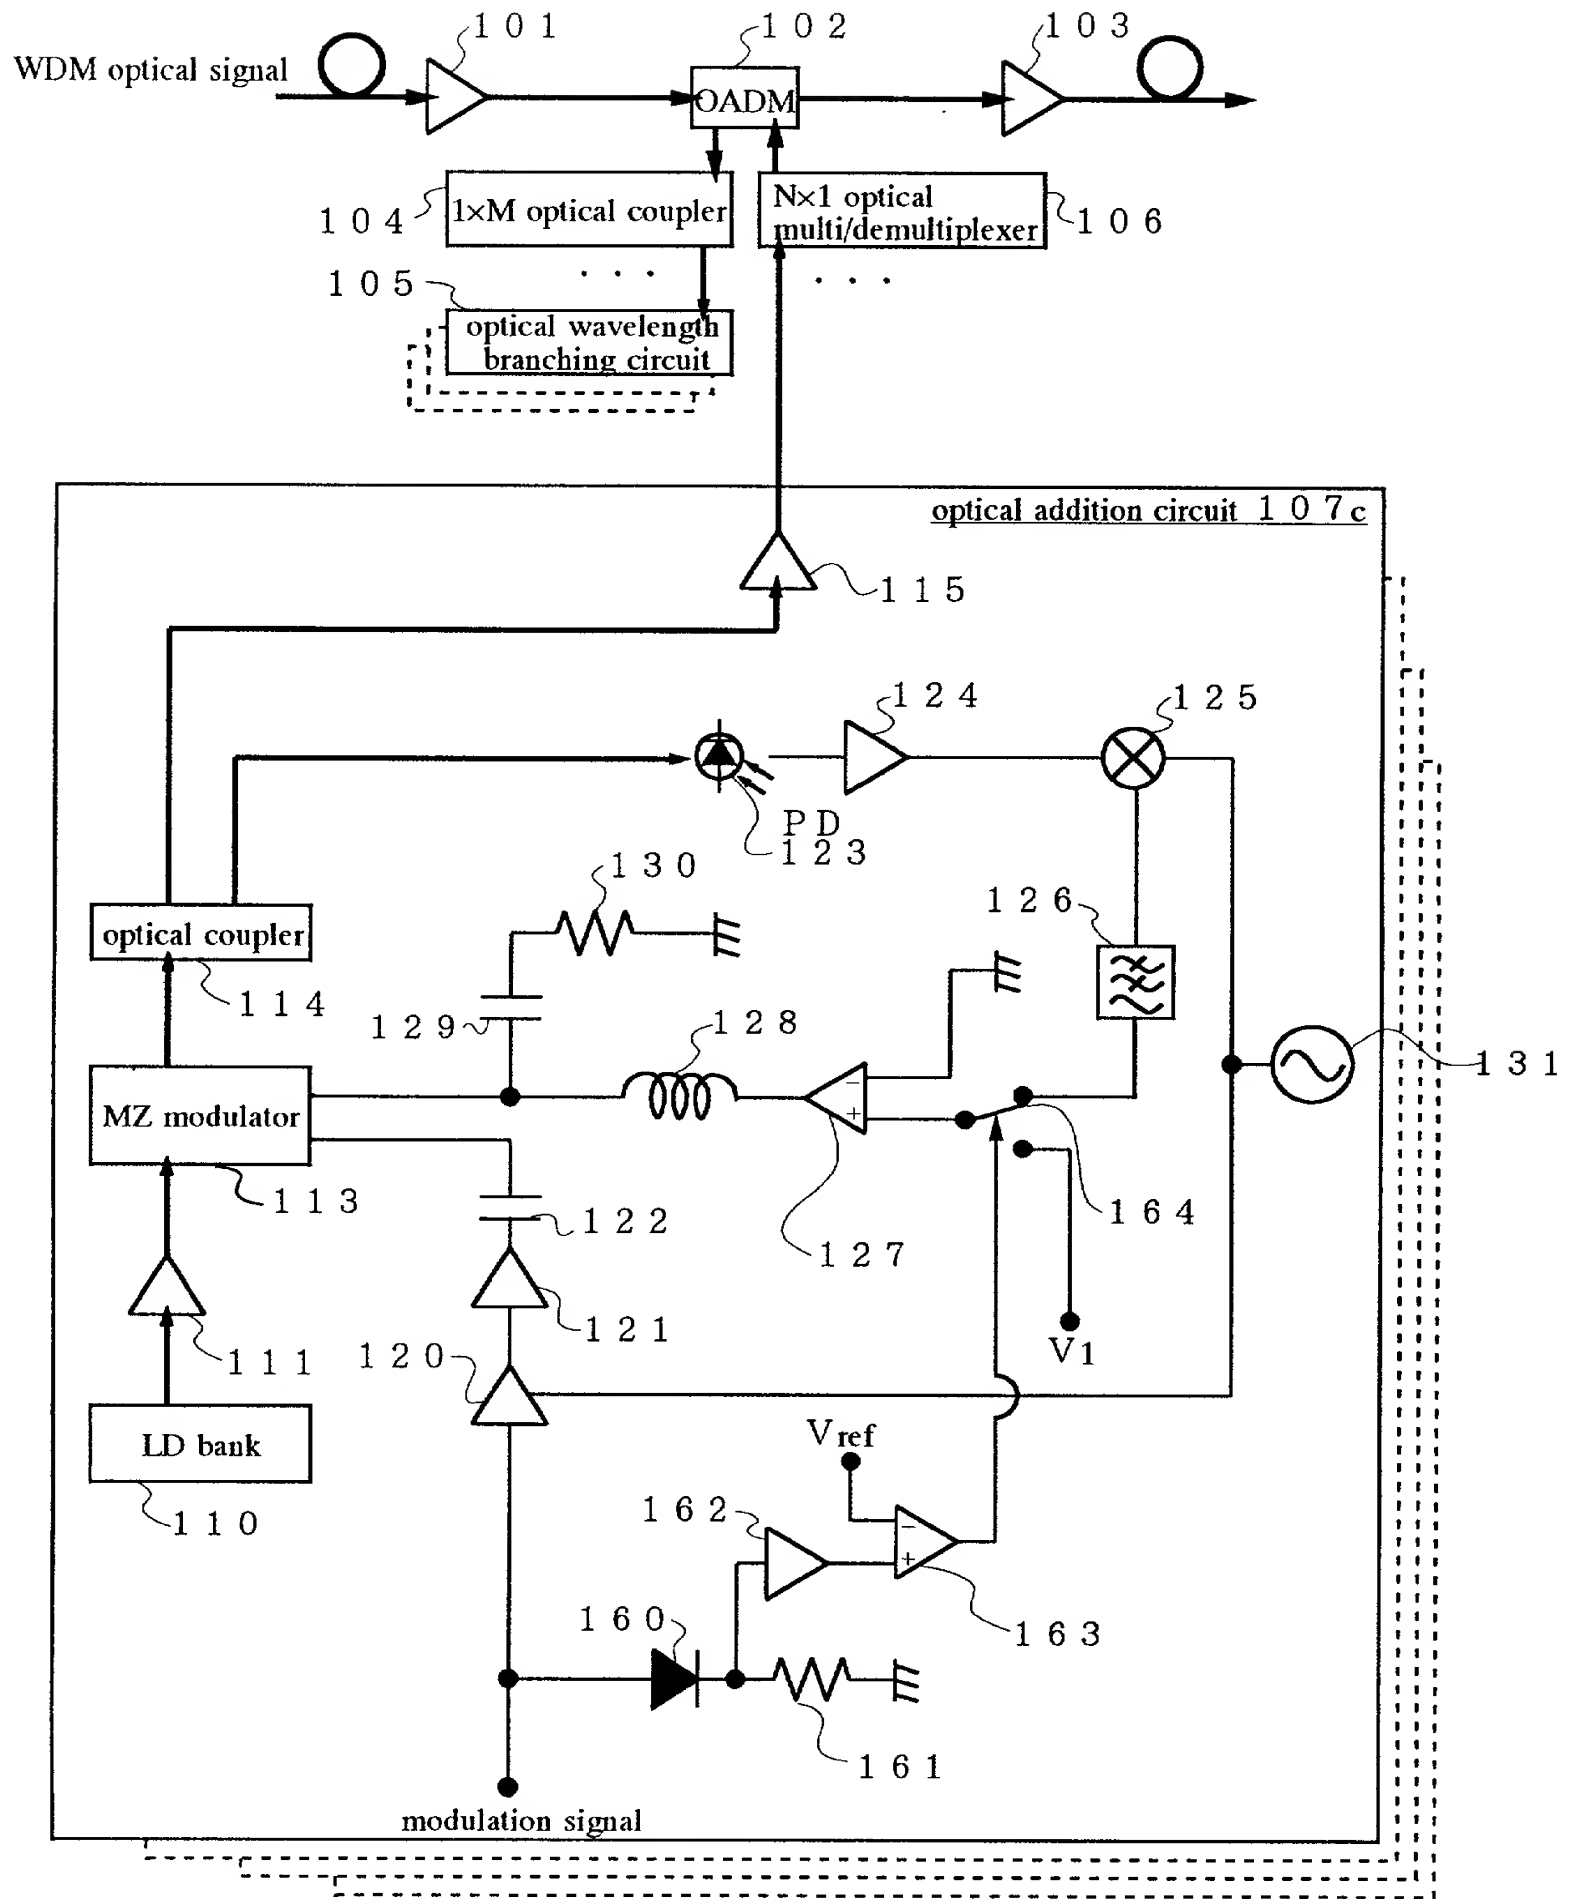 101
102
103
WDM optical signal
OADM
104
1×M optical coupler
N×1 optical
multi/demultiplexer
106
105
optical wavelength
branching circuit
optical addition circuit 107c
115
124
125
PD
123
130
126
optical coupler
114
129
128
131
MZ modulator
113
−
+
164
122
127
121
V1
111
120
LD bank
110
Vref
162
−
+
163
160
161
modulation signal